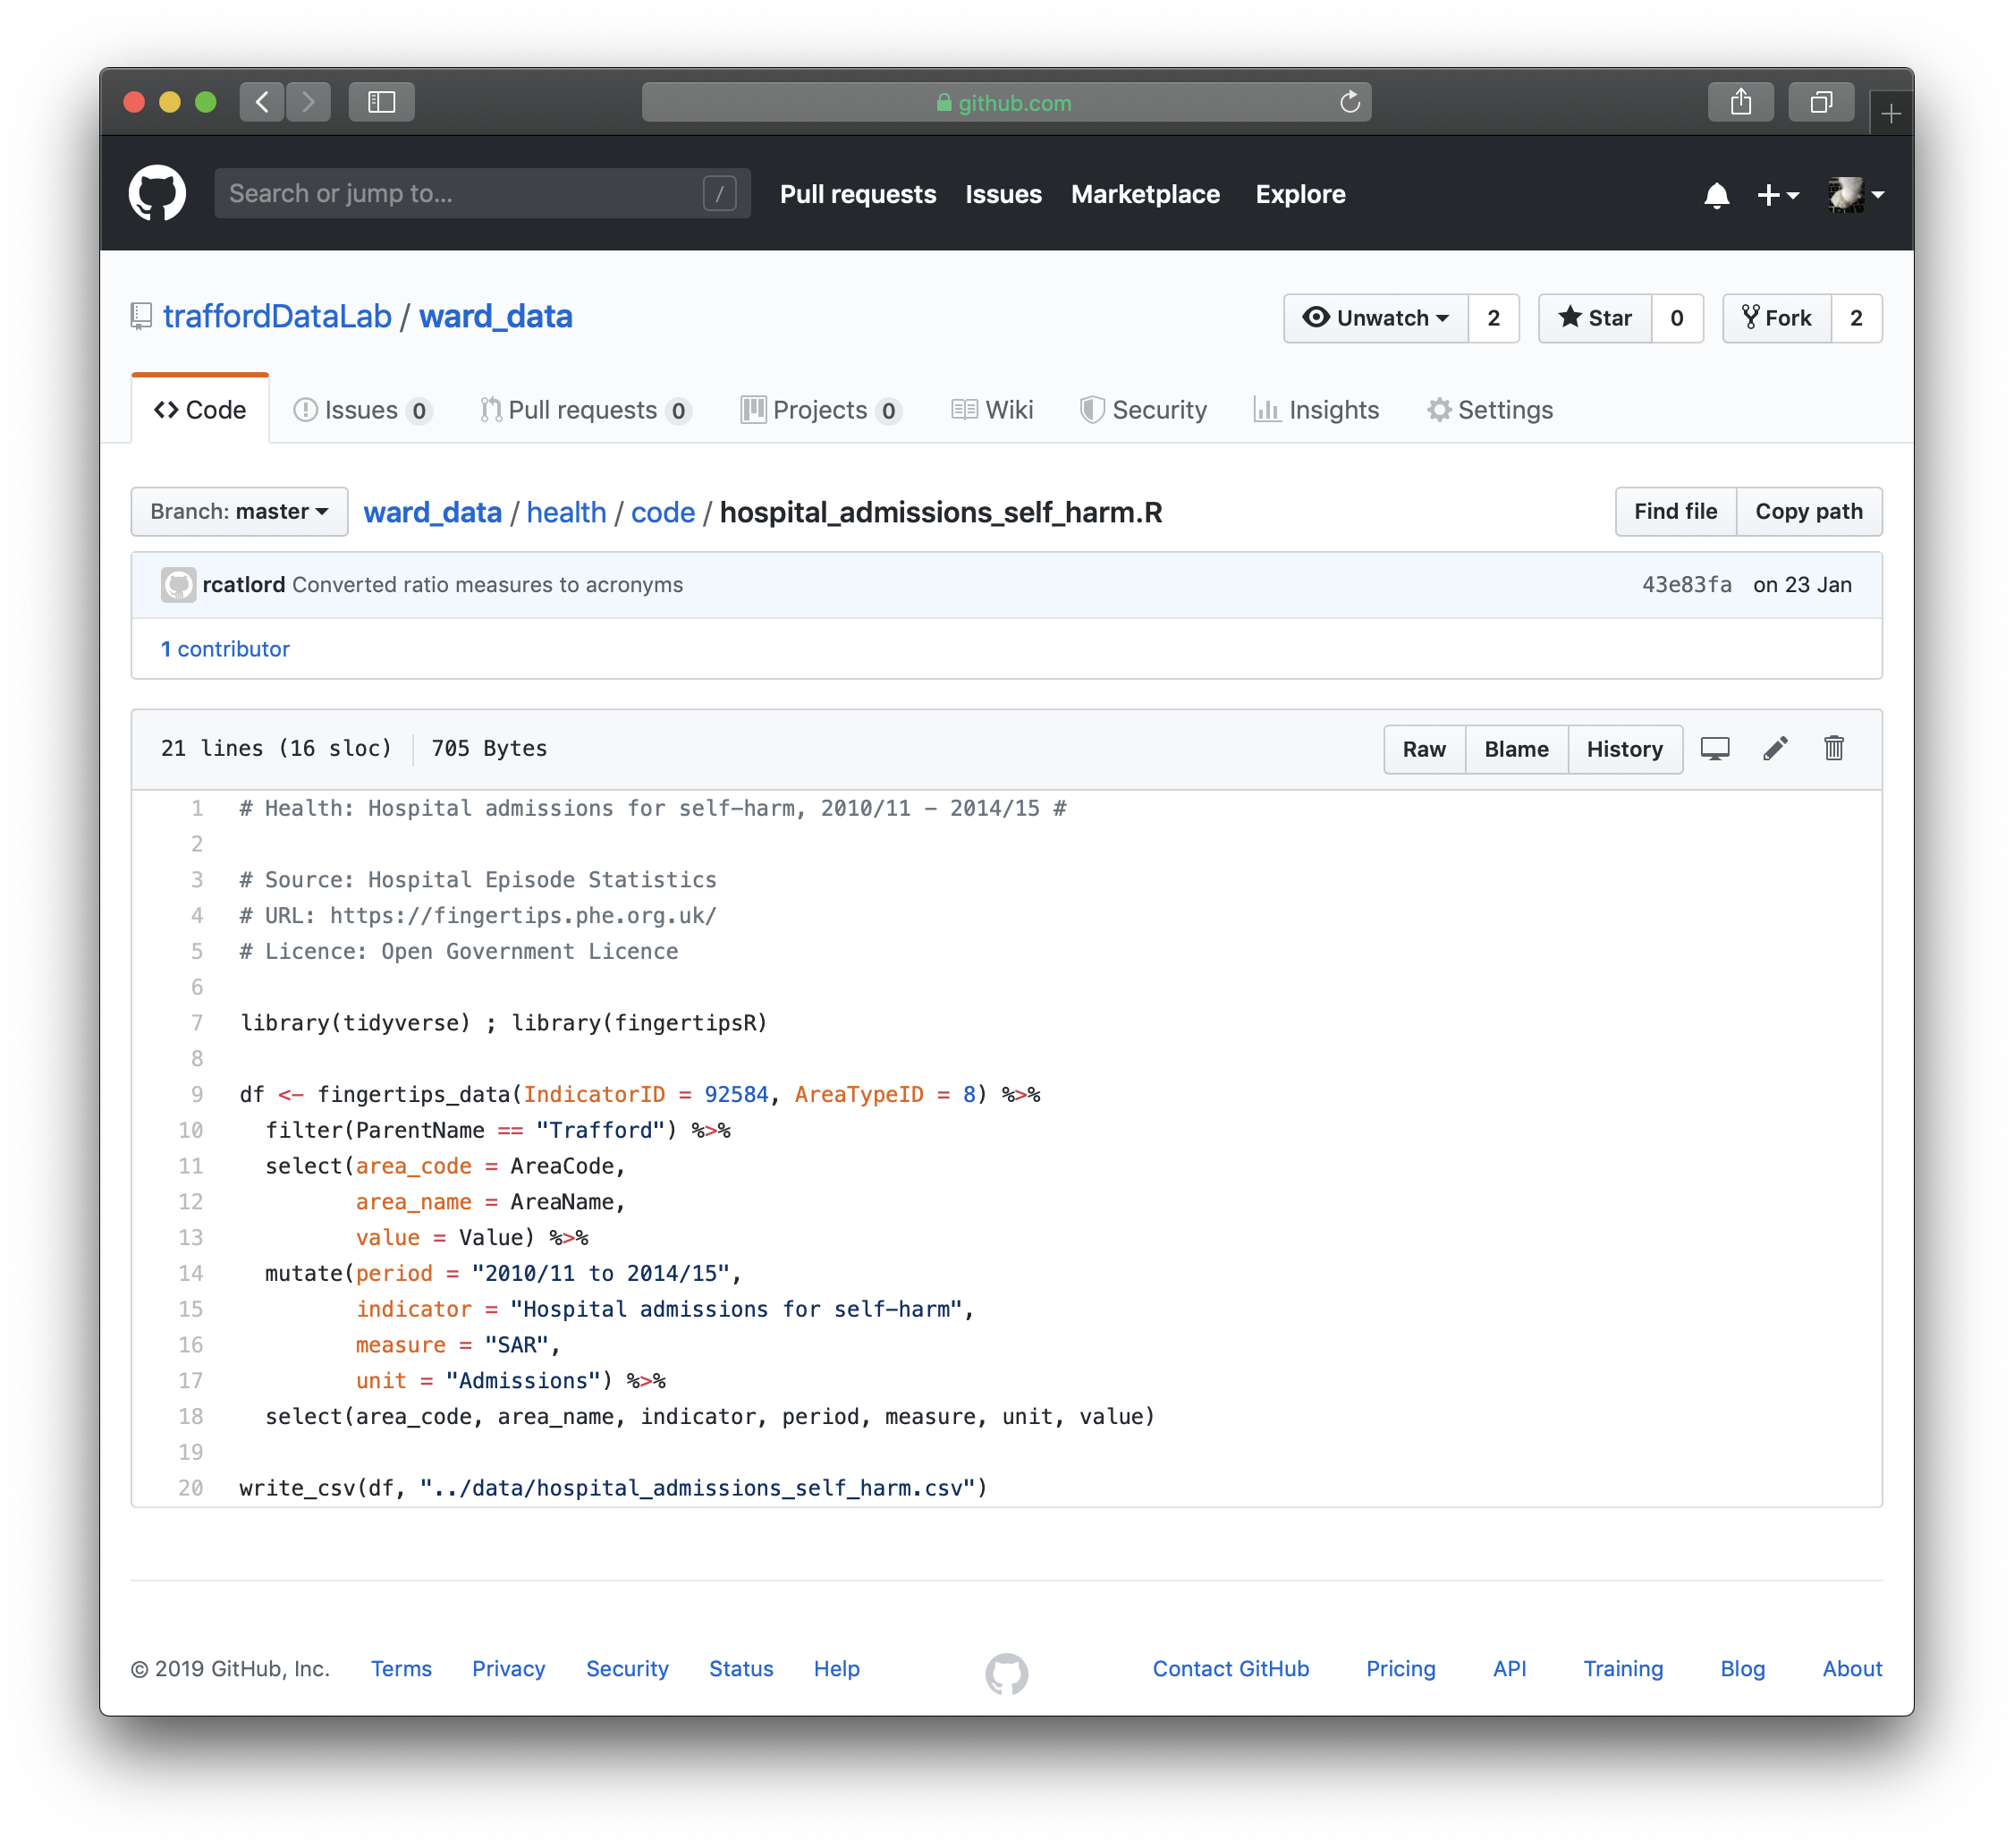 github.com
Search or jump to... /
Pull requests Issues Marketplace Explore
traffordDataLab / ward_data
Unwatch 2 Star 0 Fork 2
Code Issues 0 Pull requests 0 Projects 0 Wiki Security Insights Settings
Branch: master ward_data / health / code / hospital_admissions_self_harm.R Find file Copy path
rcatlord Converted ratio measures to acronyms 43e83fa on 23 Jan
1 contributor
21 lines (16 sloc) 705 Bytes Raw Blame History
1 # Health: Hospital admissions for self-harm, 2010/11 - 2014/15 #
2
3 # Source: Hospital Episode Statistics
4 # URL: https://fingertips.phe.org.uk/
5 # Licence: Open Government Licence
6
7 library(tidyverse) ; library(fingertipsR)
8
9 df <- fingertips_data(IndicatorID = 92584, AreaTypeID = 8) %>%
10   filter(ParentName == "Trafford") %>%
11   select(area_code = AreaCode,
12          area_name = AreaName,
13          value = Value) %>%
14   mutate(period = "2010/11 to 2014/15",
15          indicator = "Hospital admissions for self-harm",
16          measure = "SAR",
17          unit = "Admissions") %>%
18   select(area_code, area_name, indicator, period, measure, unit, value)
19
20 write_csv(df, "../data/hospital_admissions_self_harm.csv")
© 2019 GitHub, Inc. Terms Privacy Security Status Help Contact GitHub Pricing API Training Blog About